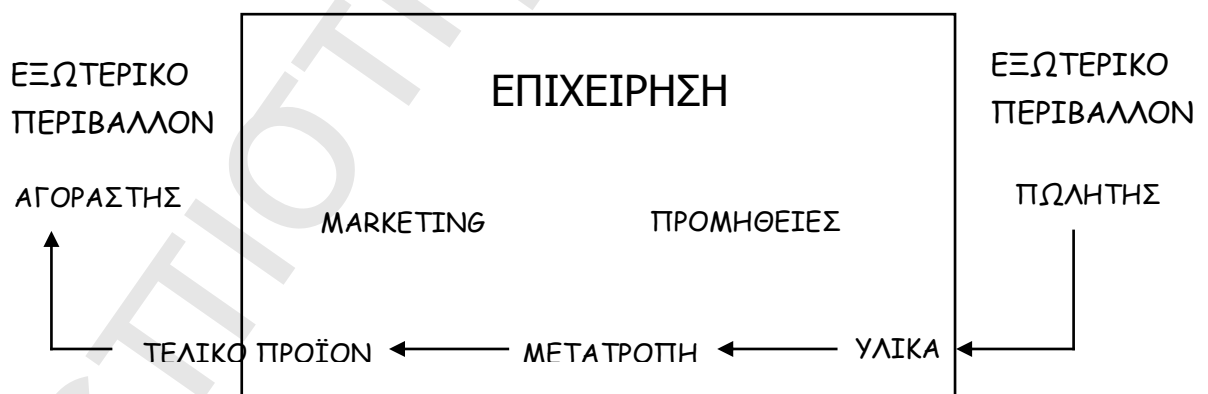 ΕΞΩΤΕΡΙΚΟ
ΠΕΡΙΒΑΛΛΟΝ
ΑΓΟΡΑΣΤΗΣ
ΕΠΙΧΕΙΡΗΣΗ
MARKETING
ΠΡΟΜΗΘΕΙΕΣ
ΕΞΩΤΕΡΙΚΟ
ΠΕΡΙΒΑΛΛΟΝ
ΠΩΛΗΤΗΣ
ΤΕΛΙΚΟ ΠΡΟΪΟΝ
ΜΕΤΑΤΡΟΠΗ
ΥΛΙΚΑ